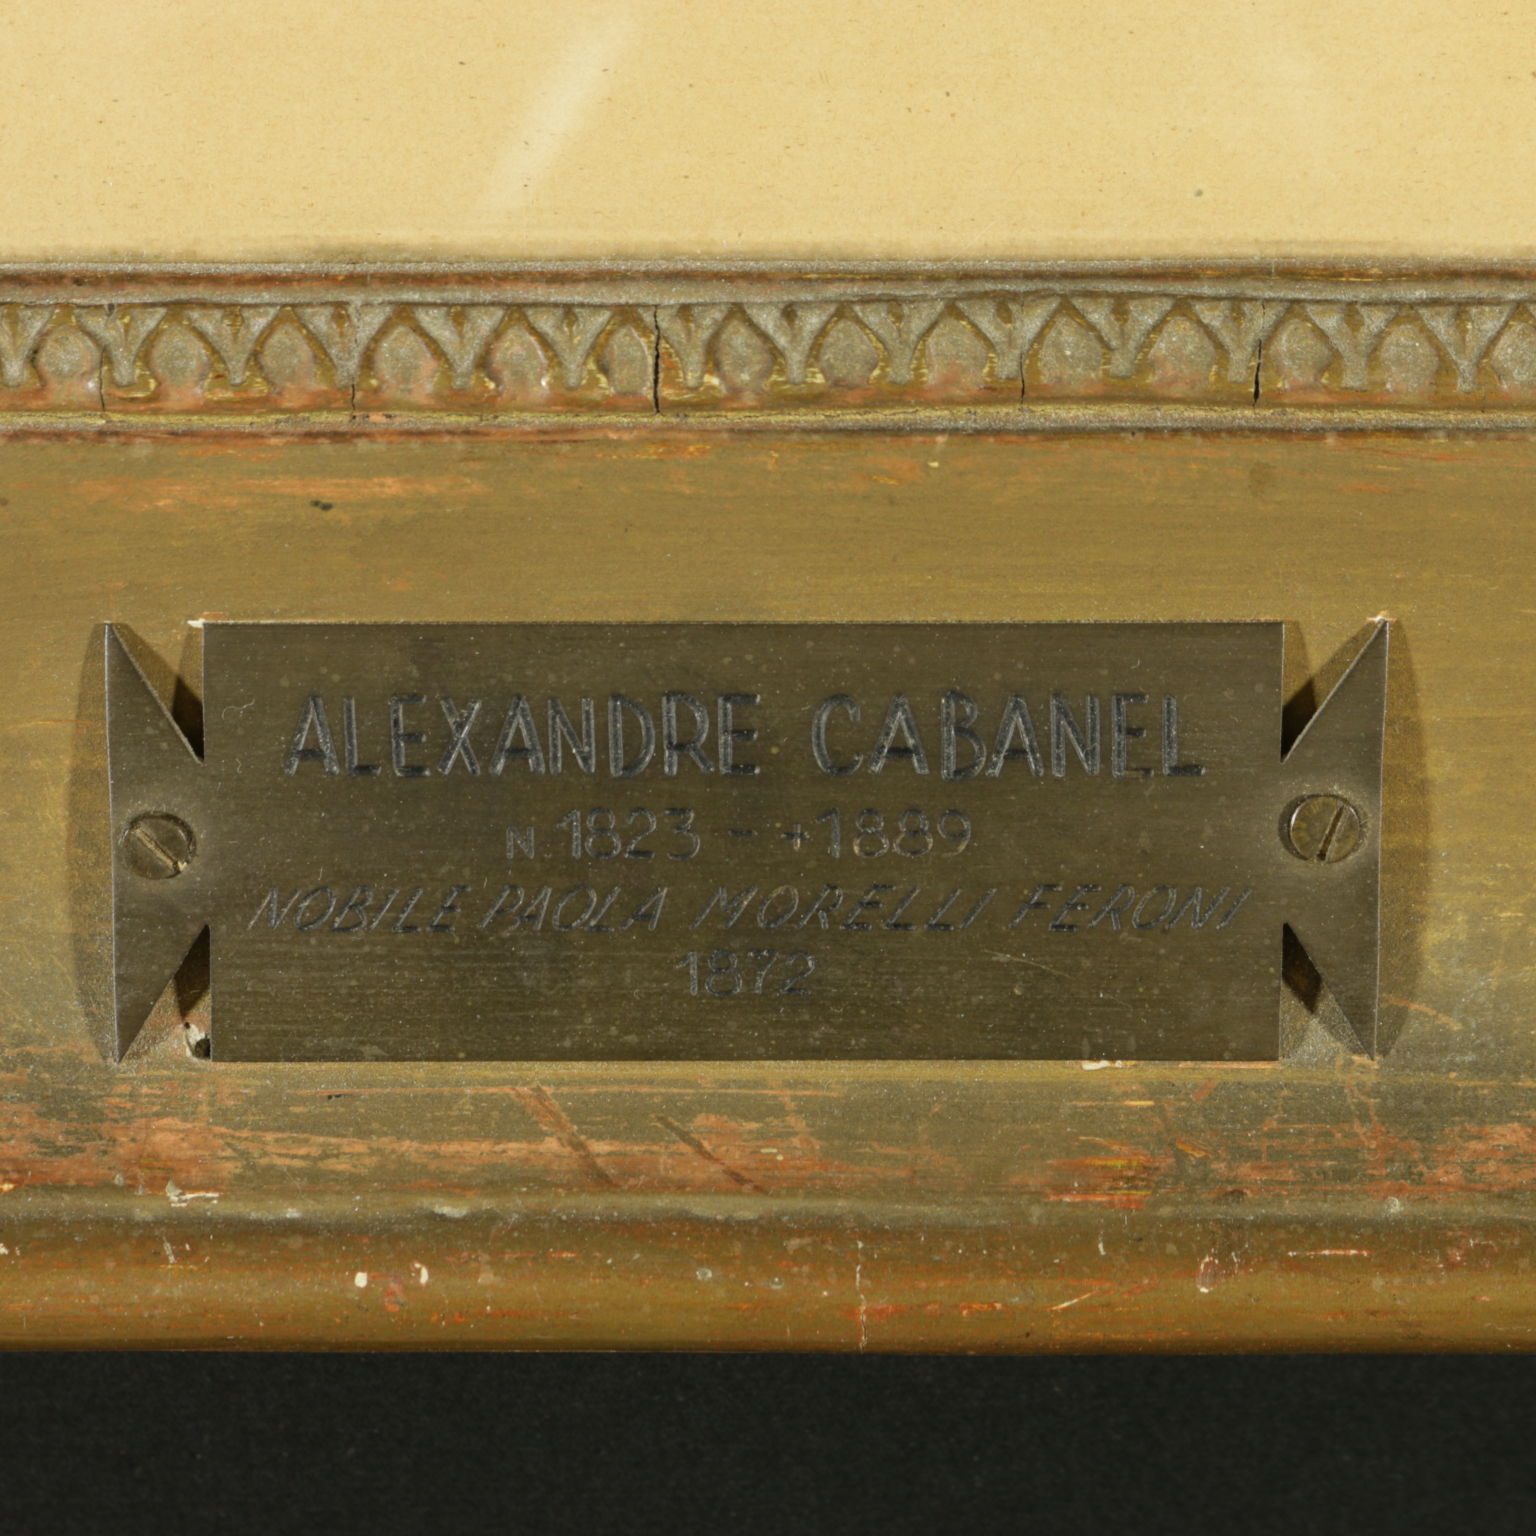 ALEXANDRE CABANEL
N. 1823 - +1889
NOBILE PAOLA MORELLI FERONI
1872